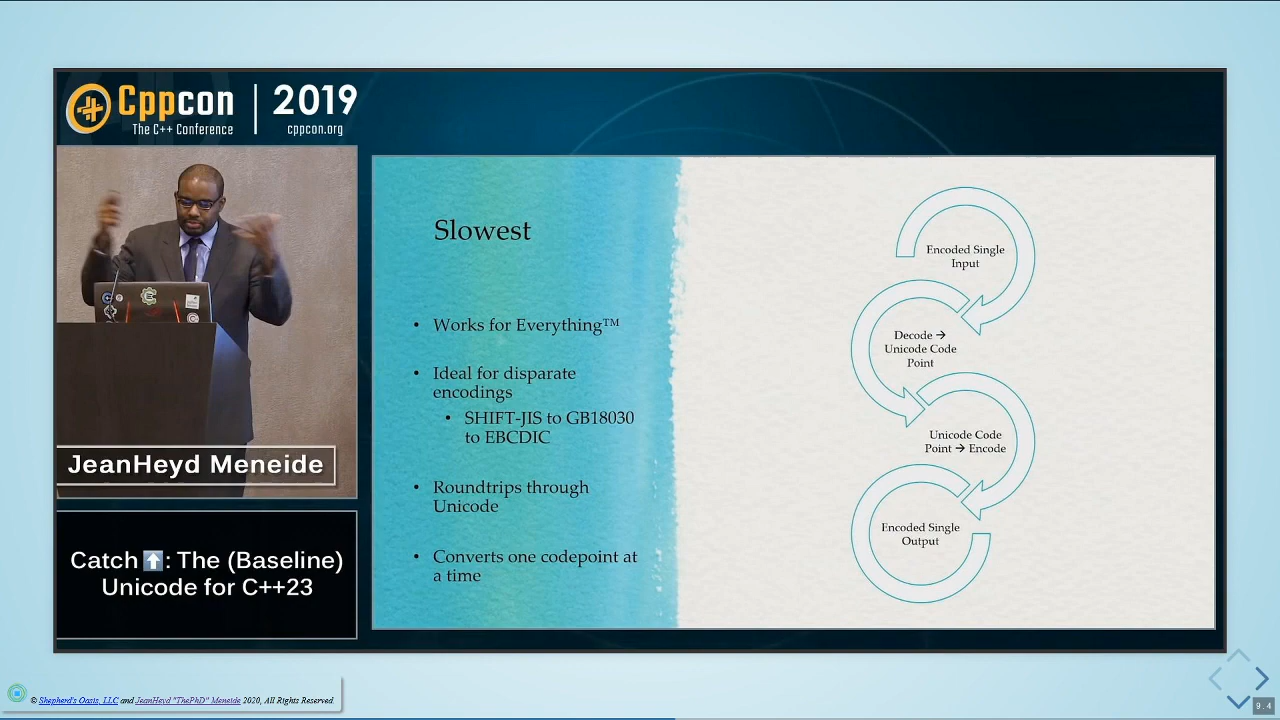 Cppcon
The C++ Conference
2019
cppcon.org
JeanHeyd Meneide
Catch ⬆️: The (Baseline)
Unicode for C++23
Slowest
• Works for Everything™
• Ideal for disparate
encodings
• SHIFT-JIS to GB18030
to EBCDIC
• Roundtrips through
Unicode
• Converts one codepoint at
a time
Encoded Single
Input
Decode →
Unicode Code
Point
Unicode Code
Point → Encode
Encoded Single
Output
© Shepherd's Oasis, LLC and JeanHeyd "ThePhD" Meneide 2020, All Rights Reserved.
9.4